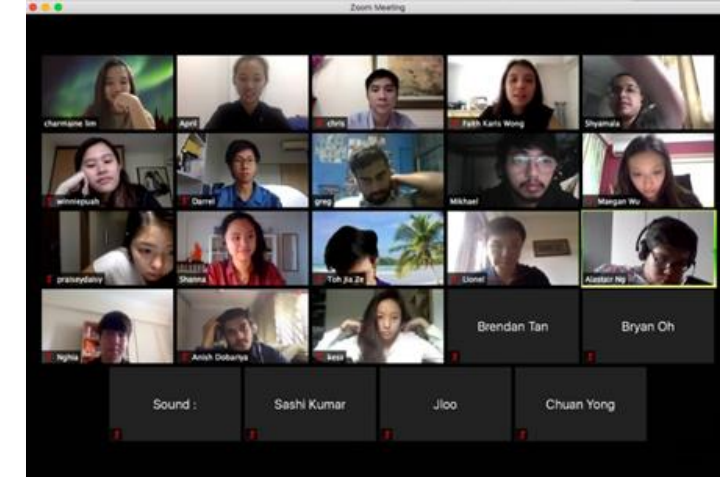 Zoom Meeting
charmaine lim
April
chris
Faith Karis Wong
Shyamala
winniepush
Darrel
greg
Mikhael
Maegan Wu
praiseydaisy
Shanna
Toh Jia Ze
Lionel
Alastair Ng
Nghia
Anish Dobariya
kess
Brendan Tan
Bryan Oh
Sound :
Sashi Kumar
Jloo
Chuan Yong